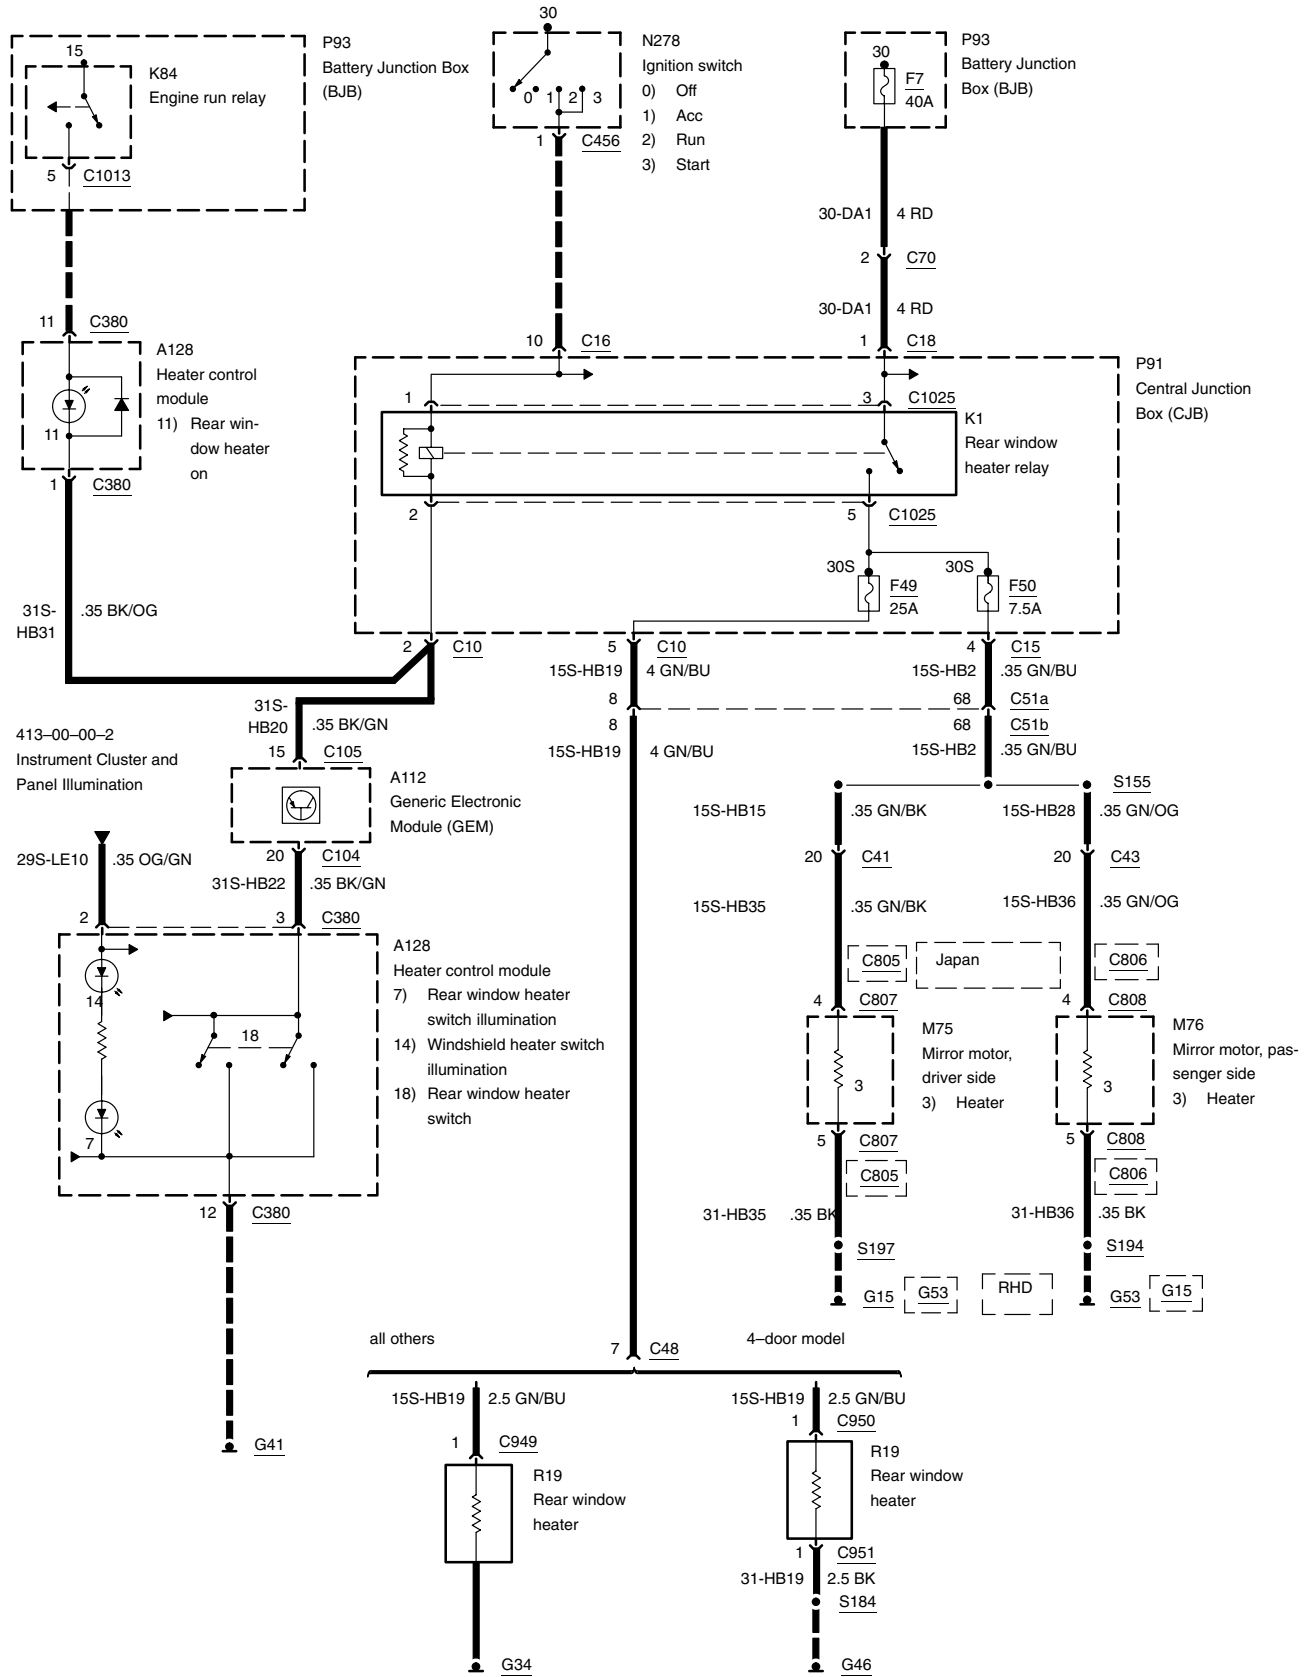 30
P93
Battery Junction Box
(BJB)
15
K84
Engine run relay
5 C1013
N278
Ignition switch
0) Off
1) Acc
2) Run
3) Start
0 1 2 3
1 C456
P93
Battery Junction
Box (BJB)
30
F7
40A
30-DA1 4 RD
2 C70
30-DA1 4 RD
11 C380
10 C16
1 C18
A128
Heater control
module
11) Rear win-
dow heater
on
11
1 C380
P91
Central Junction
Box (CJB)
1
3 C1025
K1
Rear window
heater relay
2
5 C1025
30S
F49
25A
30S
F50
7.5A
31S-
HB31
.35 BK/OG
2 C10
5 C10
4 C15
15S-HB19 4 GN/BU
15S-HB2 .35 GN/BU
8
68 C51a
8
68 C51b
15S-HB19 4 GN/BU
15S-HB2 .35 GN/BU
31S-
HB20
.35 BK/GN
15 C105
413–00–00–2
Instrument Cluster and
Panel Illumination
A112
Generic Electronic
Module (GEM)
S155
15S-HB15 .35 GN/BK
15S-HB28 .35 GN/OG
20 C104
20 C41
20 C43
29S-LE10 .35 OG/GN
31S-HB22 .35 BK/GN
15S-HB35 .35 GN/BK
15S-HB36 .35 GN/OG
2
3 C380
C805
Japan
C806
A128
Heater control module
7) Rear window heater
switch illumination
14) Windshield heater switch
illumination
18) Rear window heater
switch
14
18
7
4 C807
4 C808
M75
Mirror motor,
driver side
3) Heater
3
M76
Mirror motor, pas-
senger side
3) Heater
3
5 C807
5 C808
C805
C806
12 C380
31-HB35 .35 BK
31-HB36 .35 BK
S197
S194
G15
G53
RHD
G53
G15
all others
7 C48
4–door model
15S-HB19 2.5 GN/BU
15S-HB19 2.5 GN/BU
1 C949
1 C950
G41
R19
Rear window
heater
R19
Rear window
heater
1 C951
31-HB19 2.5 BK
S184
G34
G46